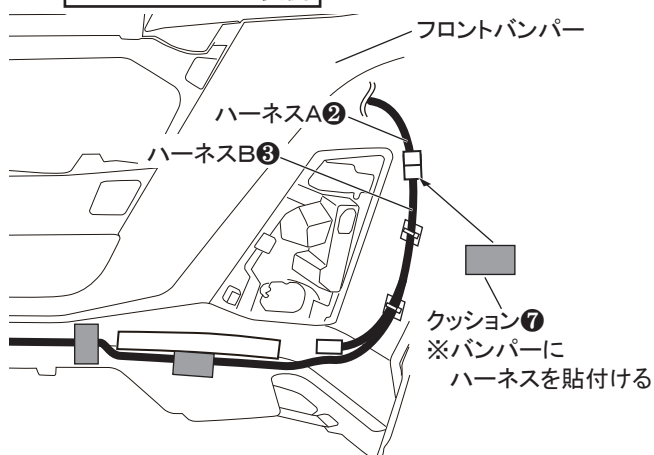 フロントバンパー
ハーネスA❷
ハーネスB❸
クッション❼
※バンパーに
ハーネスを貼付ける